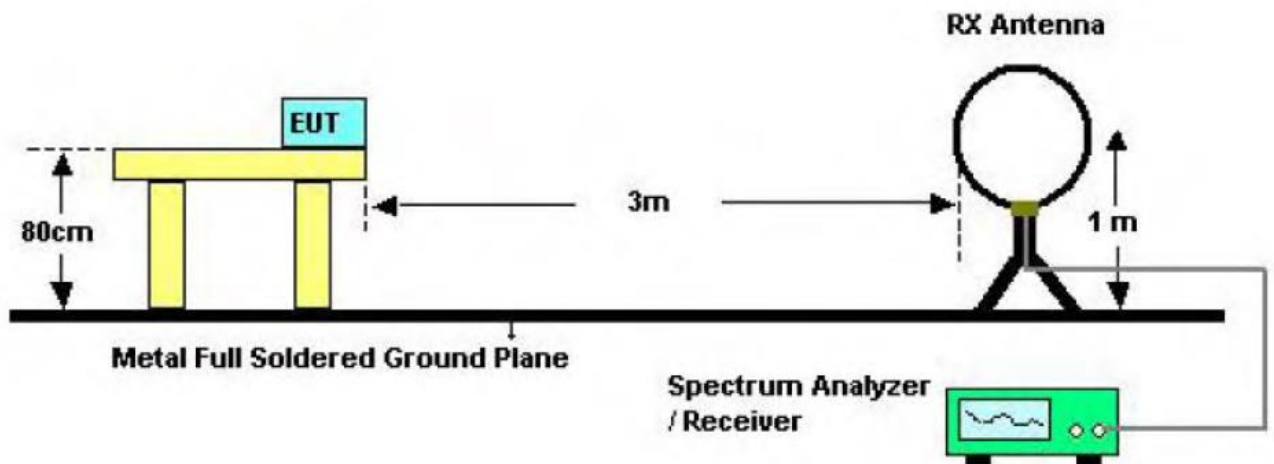 RX Antenna
EUT
80cm
3m
1 m
Metal Full Soldered Ground Plane
Spectrum Analyzer
/ Receiver